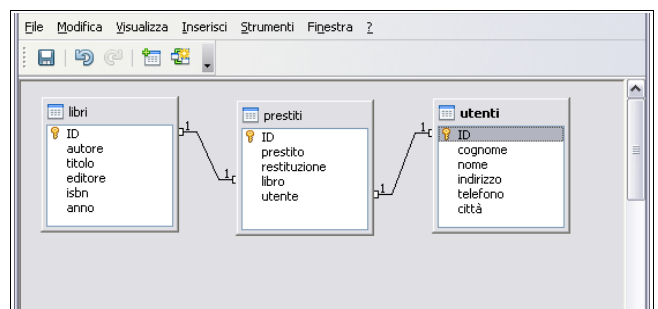 File Modifica Visualizza Inserisci Strumenti Finestra ?
libri
ID
autore
titolo
editore
isbn
anno
1
1
prestiti
ID
prestito
restituzione
libro
utente
1
1
utenti
ID
cognome
nome
indirizzo
telefono
città